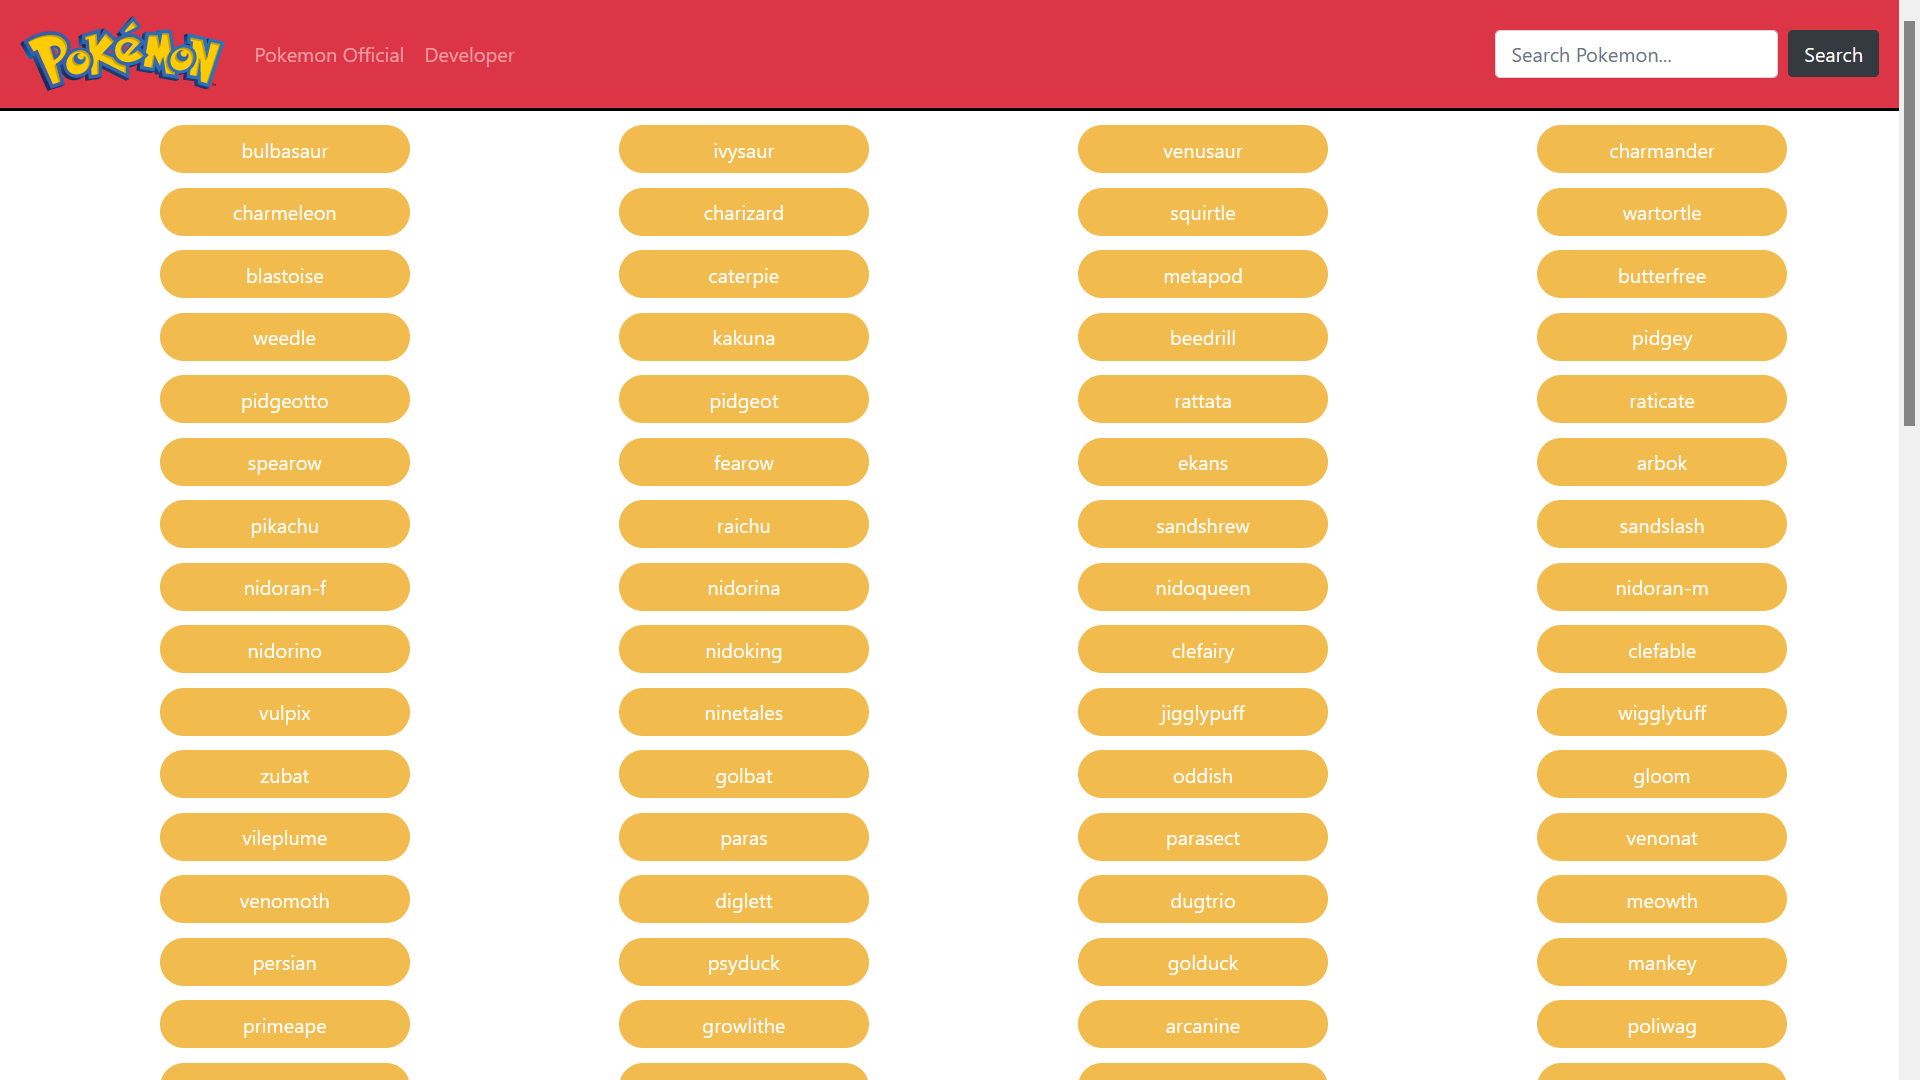 Pokémon Pokemon Official Developer Search Pokemon... Search
bulbasaur ivysaur venusaur charmander
charmeleon charizard squirtle wartortle
blastoise caterpie metapod butterfree
weedle kakuna beedrill pidgey
pidgeotto pidgeot rattata raticate
spearow fearow ekans arbok
pikachu raichu sandshrew sandslash
nidoran-f nidorina nidoqueen nidoran-m
nidorino nidoking clefairy clefable
vulpix ninetales jigglypuff wigglytuff
zubat golbat oddish gloom
vileplume paras parasect venonat
venomoth diglett dugtrio meowth
persian psyduck golduck mankey
primeape growlithe arcanine poliwag